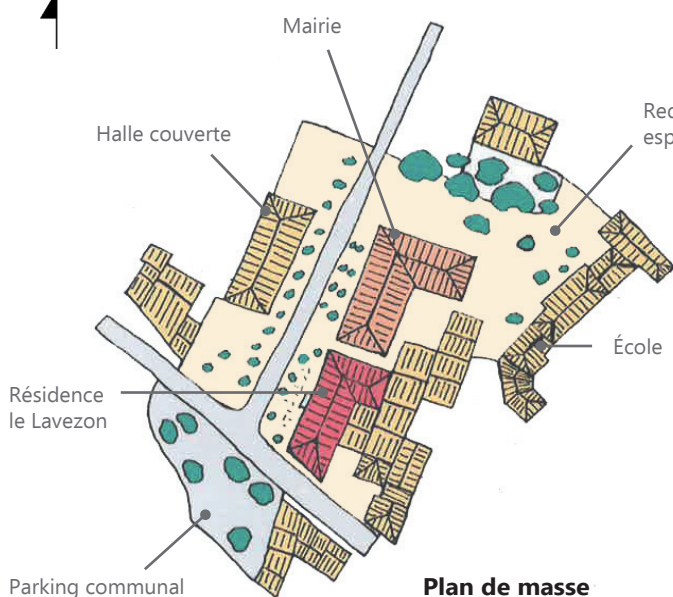 Mairie
Halle couverte
Résidence
le Lavezon
École
Parking communal
Plan de masse